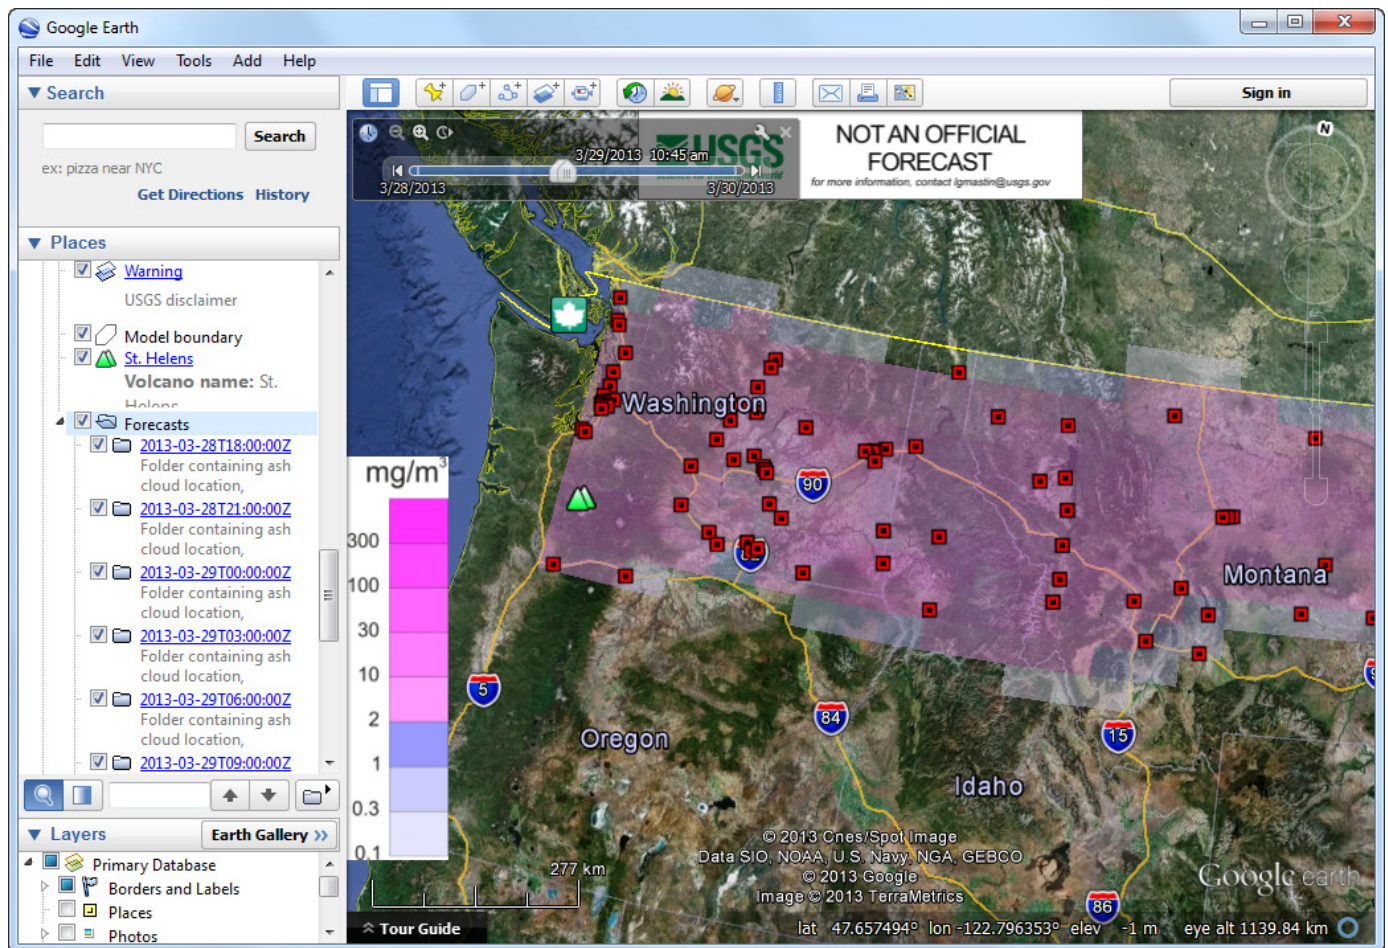 Google Earth
File Edit View Tools Add Help
Search
Search
ex: pizza near NYC
Get Directions History
Places
Warning
USGS disclaimer
Model boundary
St. Helens
Volcano name: St.
Helens
Forecasts
2013-03-28T18:00:00Z
Folder containing ash
cloud location,
2013-03-28T21:00:00Z
Folder containing ash
cloud location,
2013-03-29T00:00:00Z
Folder containing ash
cloud location,
2013-03-29T03:00:00Z
Folder containing ash
cloud location,
2013-03-29T06:00:00Z
Folder containing ash
cloud location,
2013-03-29T09:00:00Z
Layers
Earth Gallery >>
Primary Database
Borders and Labels
Places
Photos
Sign in
3/29/2013 10:45 am
3/28/2013
3/30/2013
USGS
science for a changing world
NOT AN OFFICIAL
FORECAST
for more information, contact lgmastin@usgs.gov
N
Washington
90
Montana
mg/m³
300
100
30
10
2
1
0.3
0.1
5
84
15
Oregon
Idaho
86
277 km
© 2013 Cnes/Spot Image
Data SIO, NOAA, U.S. Navy, NGA, GEBCO
© 2013 Google
Image © 2013 TerraMetrics
Google earth
Tour Guide
lat 47.657494° lon -122.796353° elev -1 m eye alt 1139.84 km